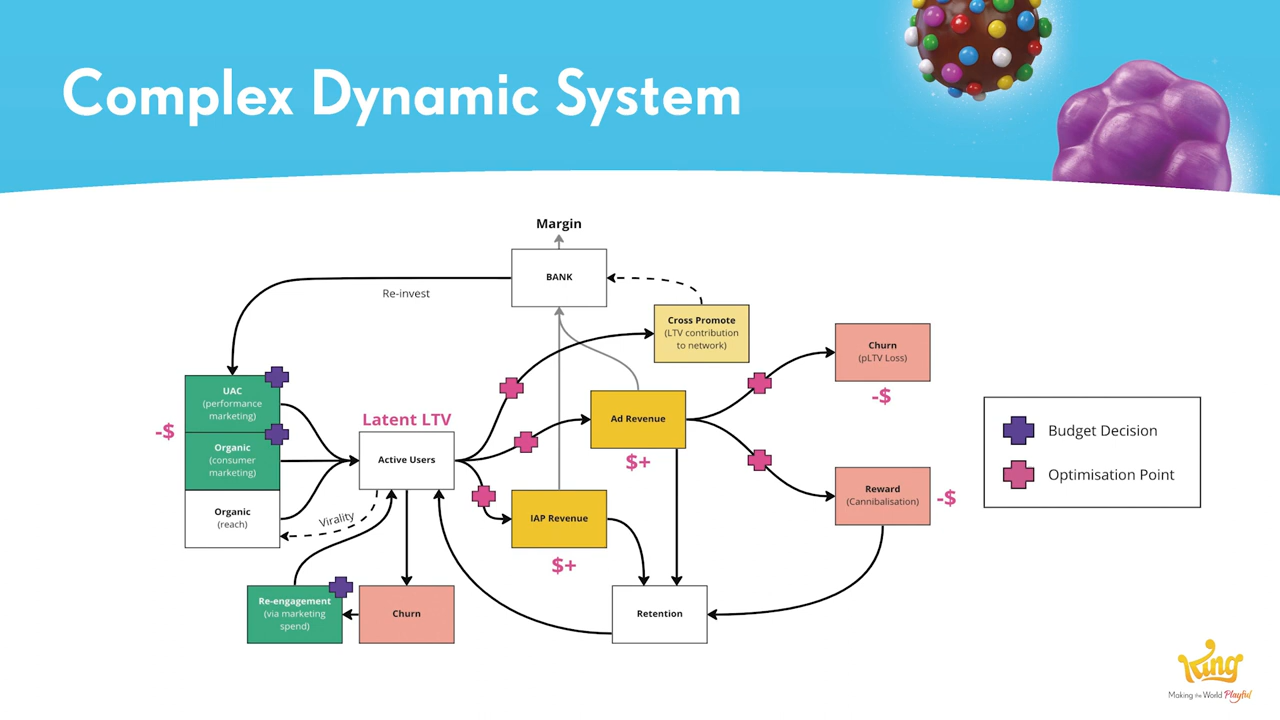 Complex Dynamic System
Margin
BANK
Re-invest
Cross Promote
(LTV contribution
to network)
Churn
(pLTV Loss)
-$
UAC
(performance
marketing)
-$
Organic
(consumer
marketing)
Organic
(reach)
Virality
Latent LTV
Active Users
Ad Revenue
$+
IAP Revenue
$+
Reward
(Cannibalisation)
-$
Re-engagement
(via marketing
spend)
Churn
Retention
Budget Decision
Optimisation Point
King
Making the World Playful